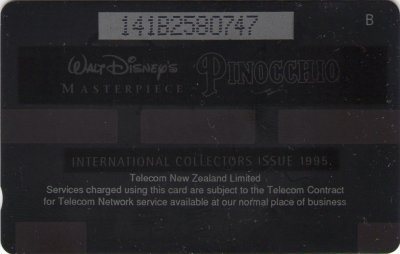 141B2580747
B
WALT DISNEY'S
MASTERPIECE
PINOCCHIO
INTERNATIONAL COLLECTORS ISSUE 1995.
Telecom New Zealand Limited
Services charged using this card are subject to the Telecom Contract
for Telecom Network service available at our normal place of business